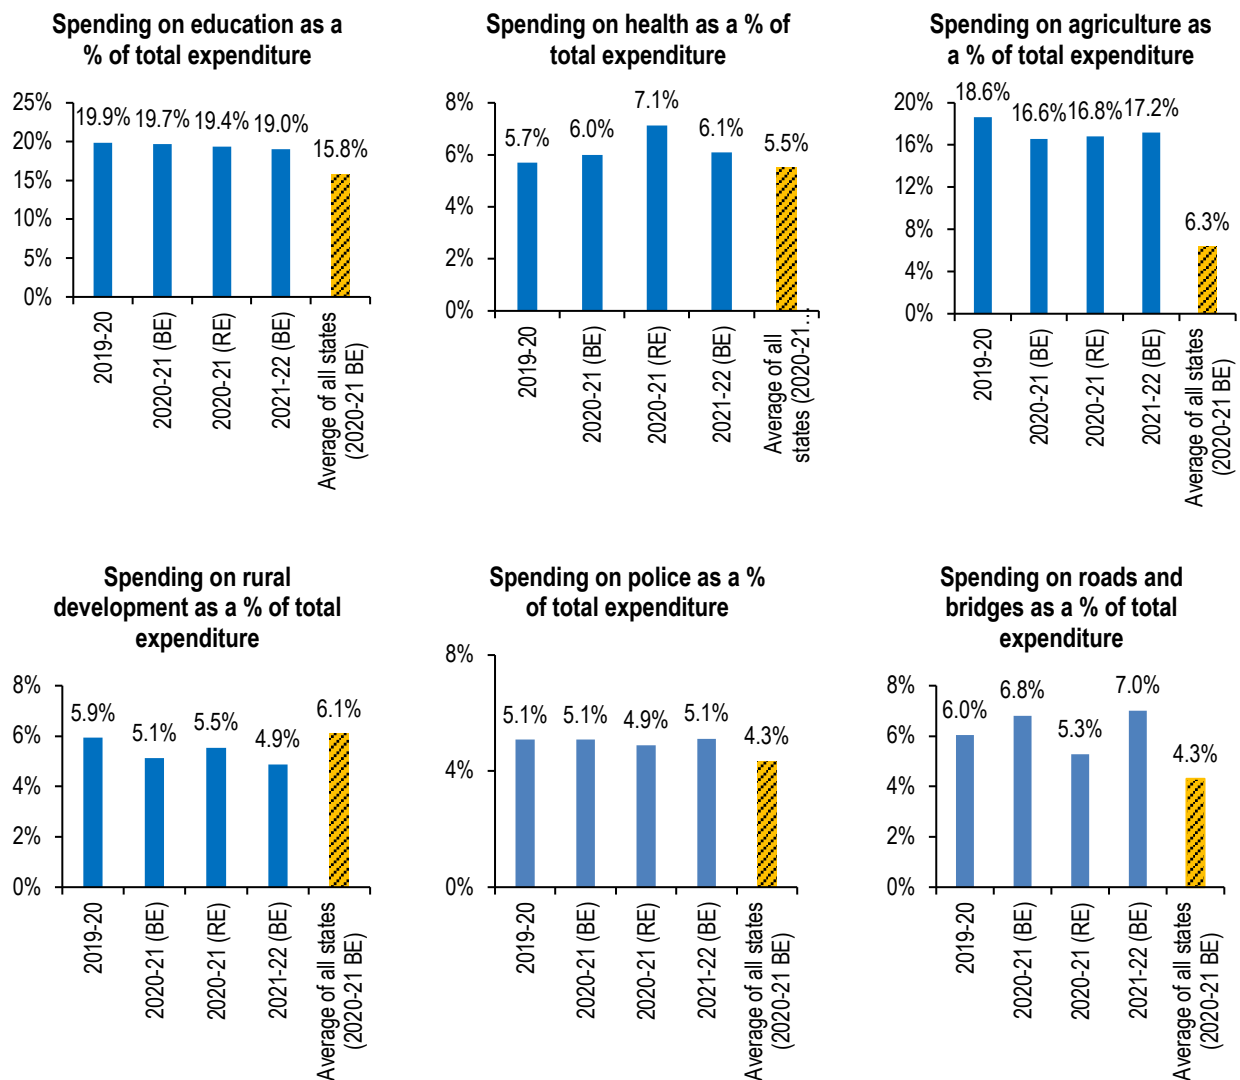 Spending on education as a
% of total expenditure
25%
20%
15%
10%
5%
0%
19.9%
19.7%
19.4%
19.0%
15.8%
2019-20
2020-21 (BE)
2020-21 (RE)
2021-22 (BE)
Average of all states
(2020-21 BE)
Spending on health as a % of
total expenditure
8%
6%
4%
2%
0%
5.7%
6.0%
7.1%
6.1%
5.5%
2019-20
2020-21 (BE)
2020-21 (RE)
2021-22 (BE)
Average of all
states (2020-21…
Spending on agriculture as
a % of total expenditure
20%
16%
12%
8%
4%
0%
18.6%
16.6%
16.8%
17.2%
6.3%
2019-20
2020-21 (BE)
2020-21 (RE)
2021-22 (BE)
Average of all states
(2020-21 BE)
Spending on rural
development as a % of total
expenditure
8%
6%
4%
2%
0%
5.9%
5.1%
5.5%
4.9%
6.1%
2019-20
2020-21 (BE)
2020-21 (RE)
2021-22 (BE)
Average of all states
(2020-21 BE)
Spending on police as a %
of total expenditure
8%
4%
0%
5.1%
5.1%
4.9%
5.1%
4.3%
2019-20
2020-21 (BE)
2020-21 (RE)
2021-22 (BE)
Average of all states
(2020-21 BE)
Spending on roads and
bridges as a % of total
expenditure
8%
6%
4%
2%
0%
6.0%
6.8%
5.3%
7.0%
4.3%
2019-20
2020-21 (BE)
2020-21 (RE)
2021-22 (BE)
Average of all states
(2020-21 BE)